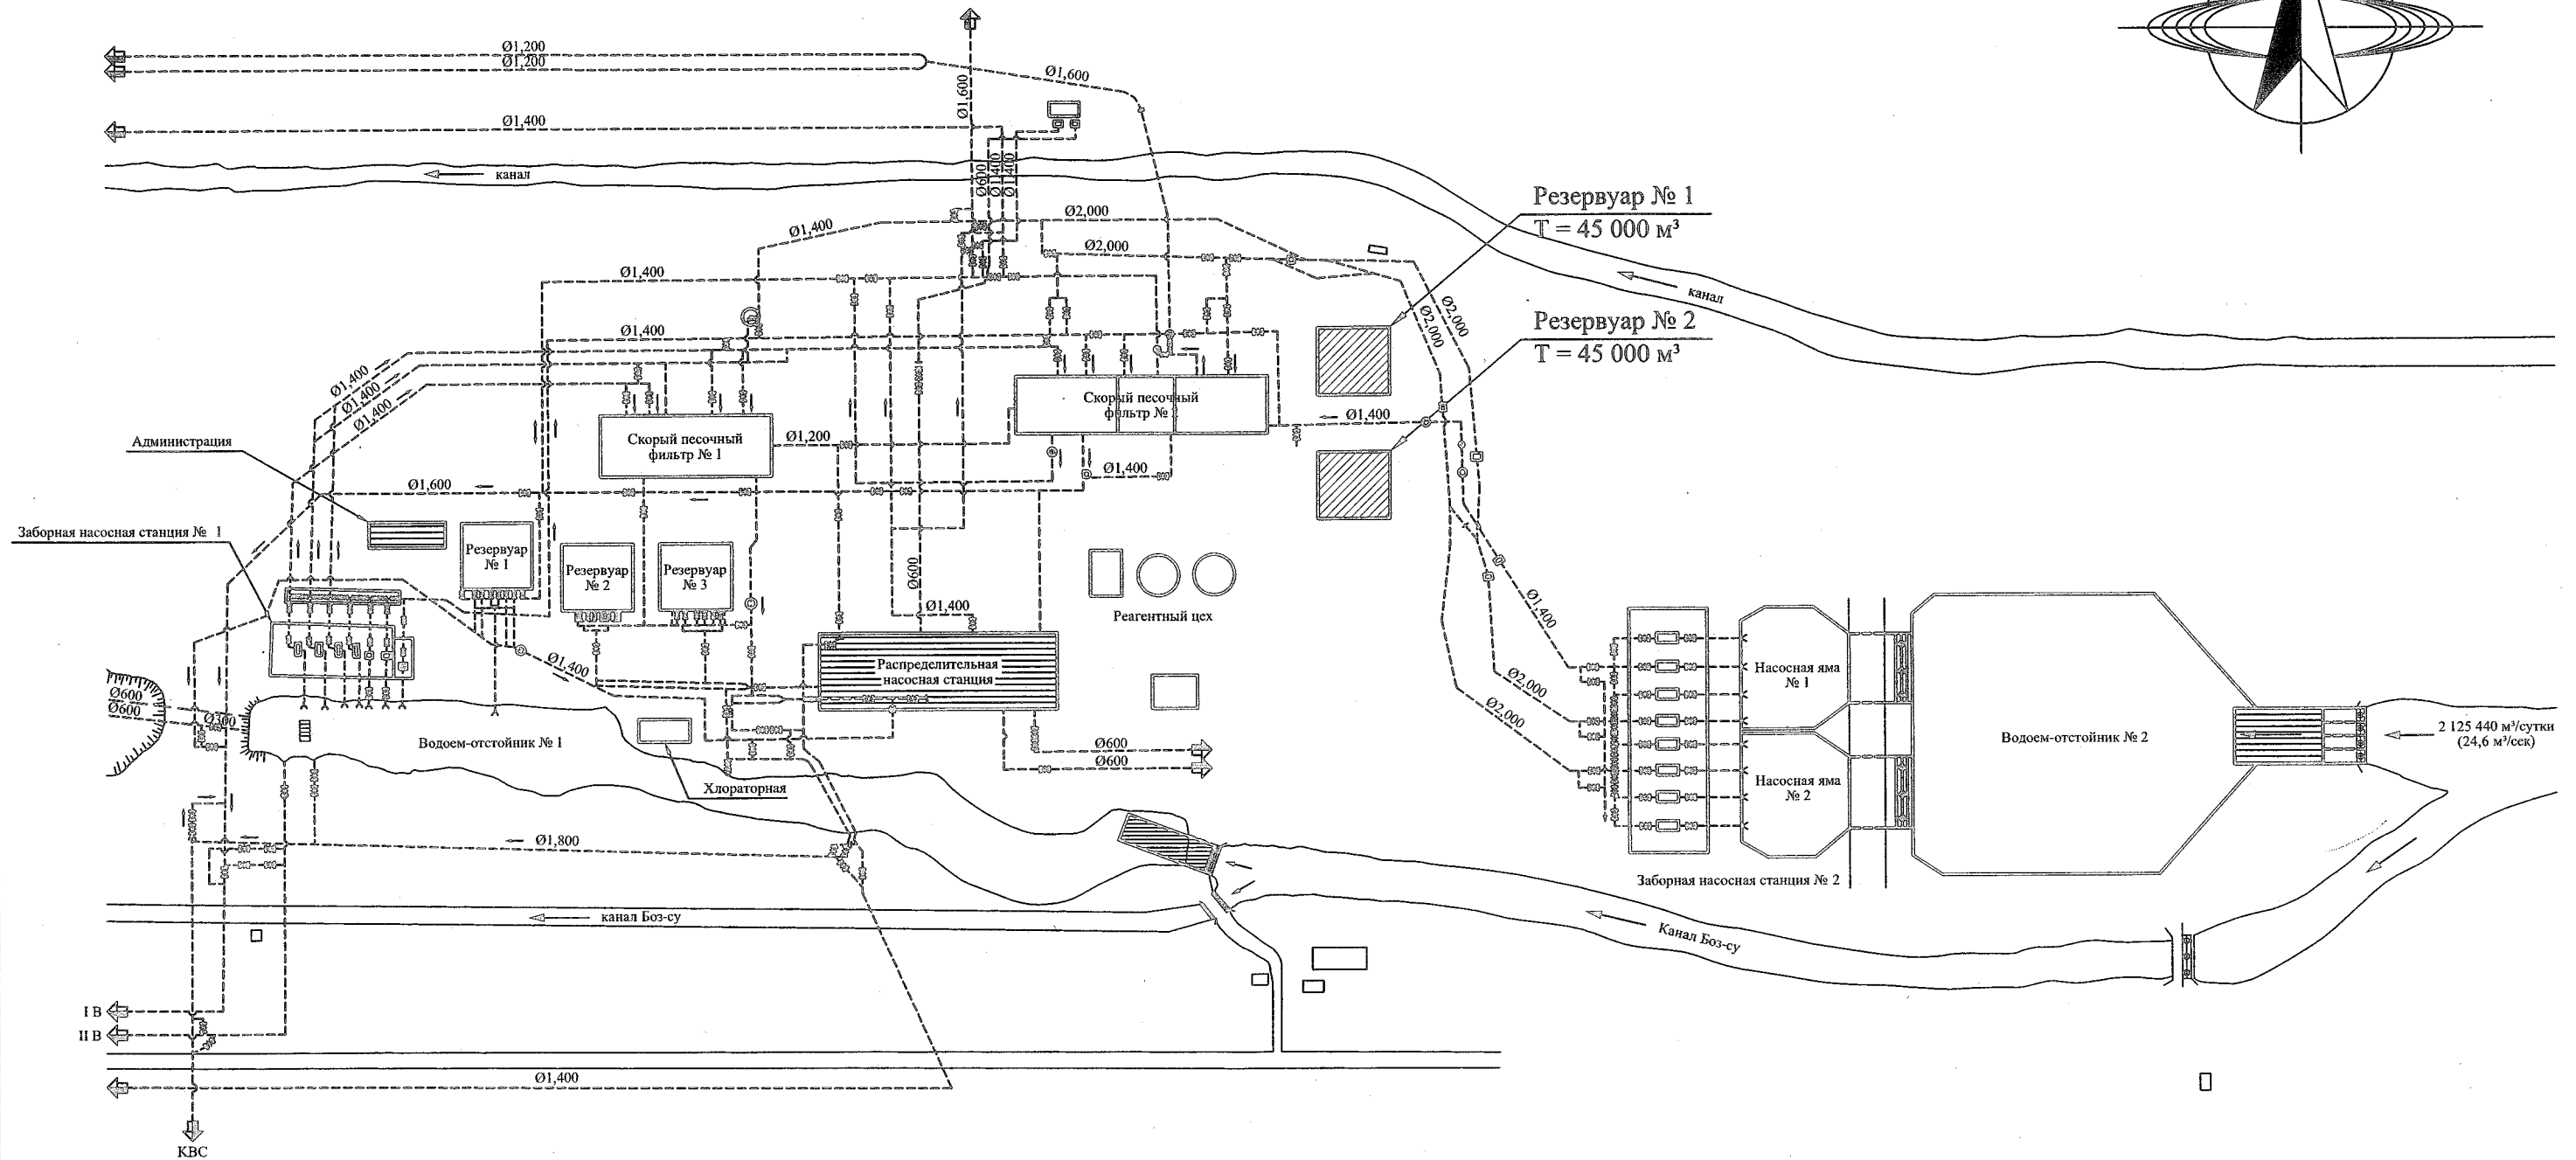 Ø1,200
Ø1,200
Ø1,600
Ø1,600
Ø1,400
канал
Ø600
Ø1400
Ø1400
Резервуар № 1
T = 45 000 м³
Ø1,400
Ø2,000
Ø2,000
Ø1,400
канал
Ø2,000
Ø2,000
Резервуар № 2
T = 45 000 м³
Ø1,400
Ø1,400
Ø1,400
Ø1,400
Скорый песочный
фильтр №
Ø1,400
Администрация
Скорый песочный
фильтр № 1
Ø1,200
Ø1,400
Ø1,600
Заборная насосная станция № 1
Резервуар
№ 1
Резервуар
№ 2
Резервуар
№ 3
Ø600
Ø1,400
Реагентный цех
Ø1,400
Ø1,400
Распределительная
насосная станция
Насосная яма
№ 1
Ø2,000
Ø2,000
Ø600
Ø600
Ø300
Водоем-отстойник № 1
Ø600
Ø600
Водоем-отстойник № 2
2 125 440 м³/сутки
(24,6 м³/сек)
Насосная яма
№ 2
Хлораторная
Ø1,800
Заборная насосная станция № 2
канал Боз-су
Канал Боз-су
I В
II В
Ø1,400
КВС